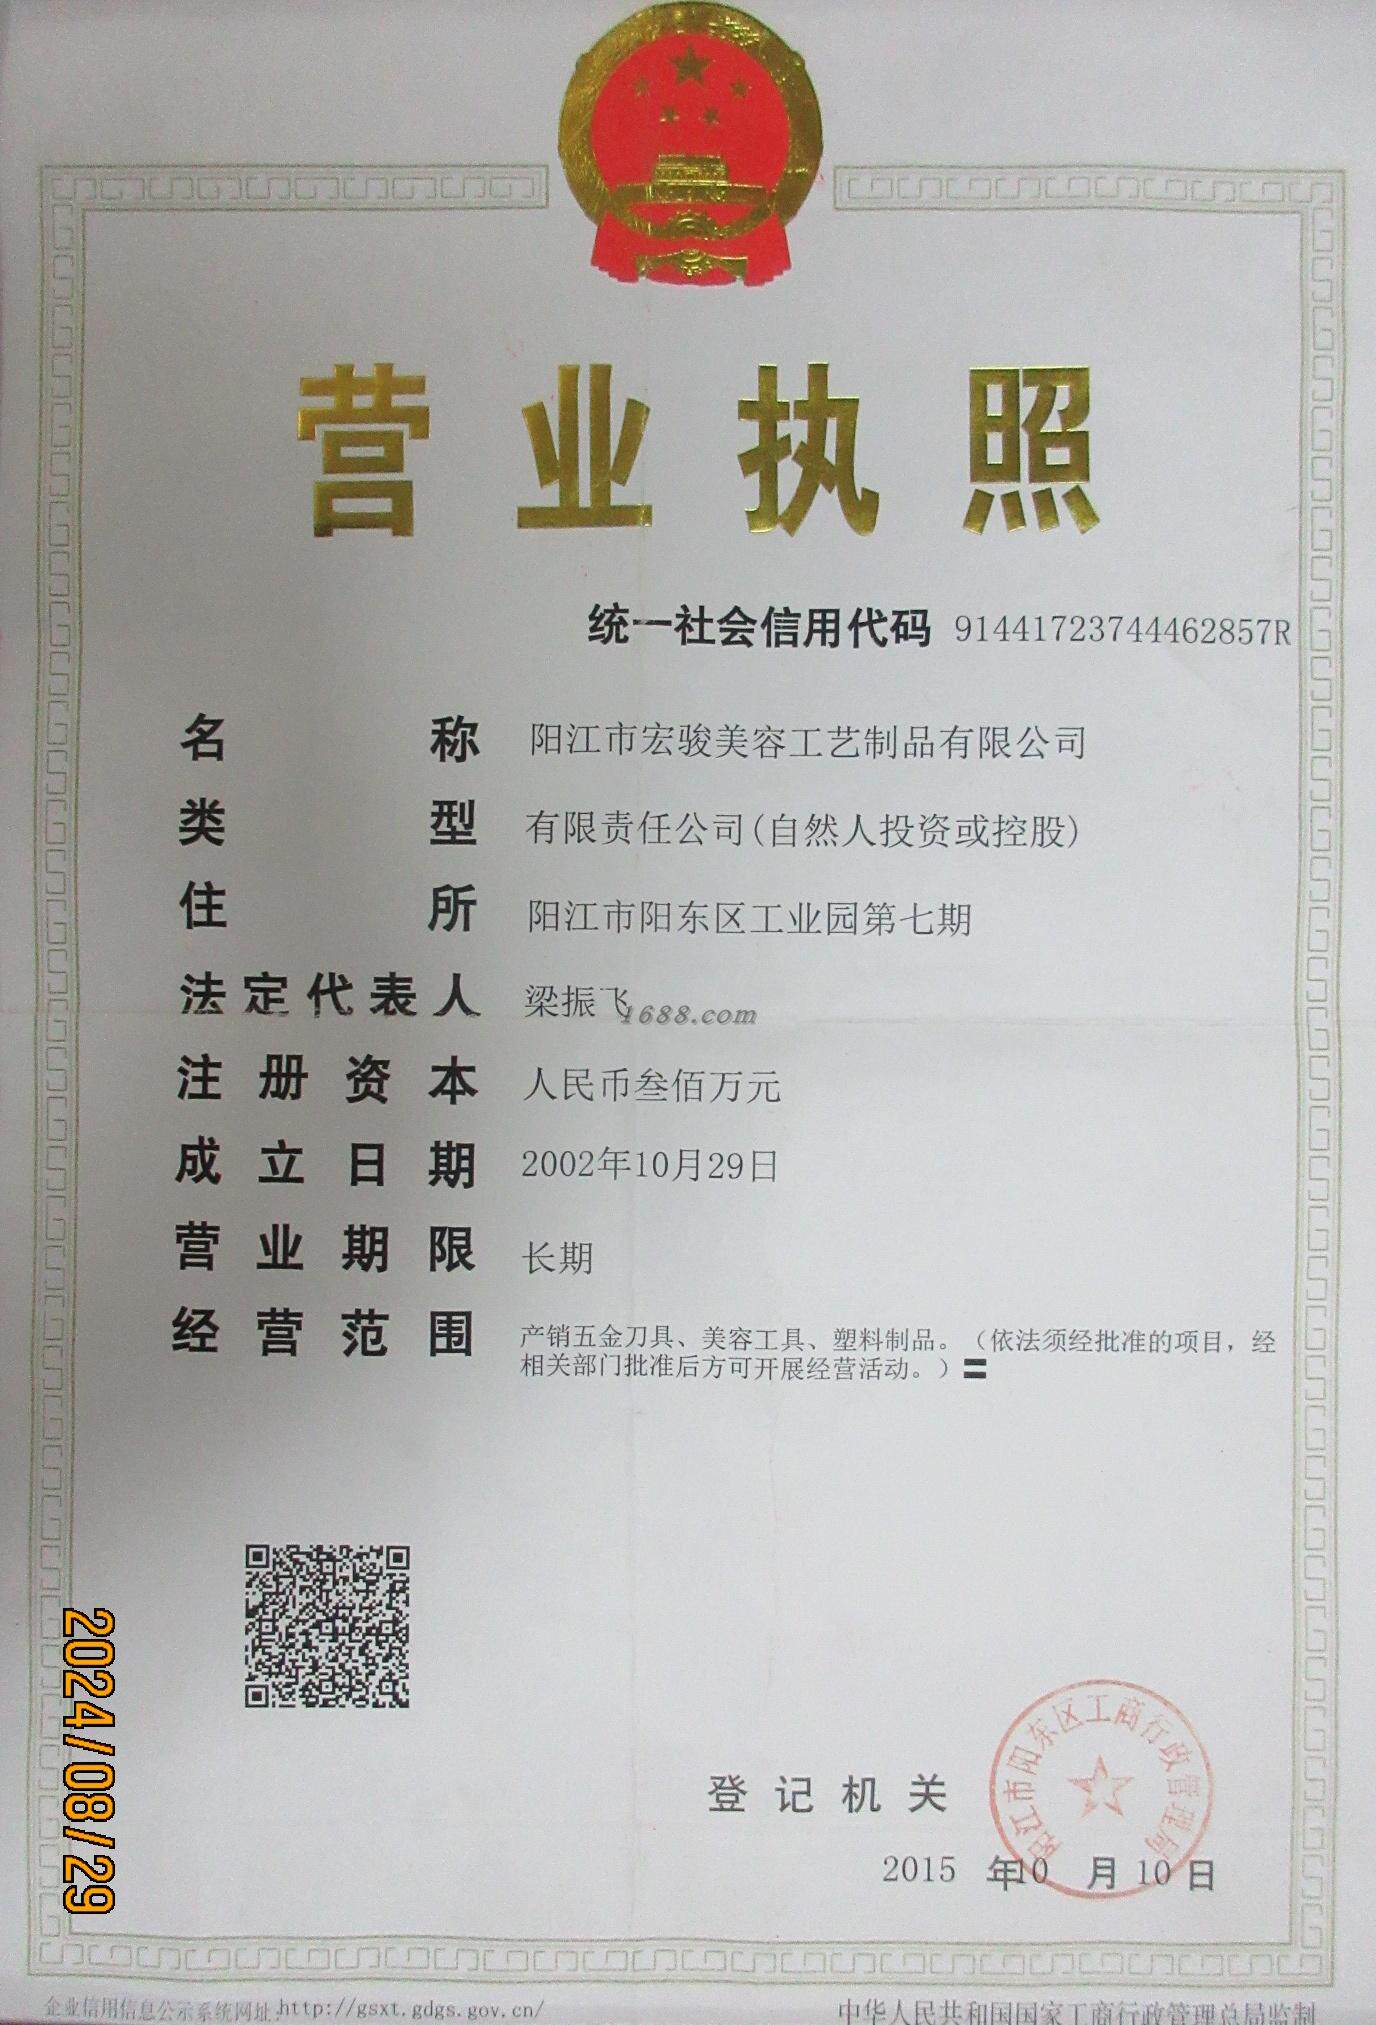 营业执照
统一社会信用代码 91441723744462857R
名称 阳江市宏骏美容工艺制品有限公司
类型 有限责任公司(自然人投资或控股)
住所 阳江市阳东区工业园第七期
法定代表人 梁振飞
1688.com
注册资本 人民币叁佰万元
成立日期 2002年10月29日
营业期限 长期
经营范围 产销五金刀具、美容工具、塑料制品。（依法须经批准的项目，经
相关部门批准后方可开展经营活动。）
2024/08/29
阳江市阳东区工商行政管理局
登记机关
2015 年10 月10日
企业信用信息公示系统网址:http://gsxt.gdgs.gov.cn/
中华人民共和国国家工商行政管理总局监制